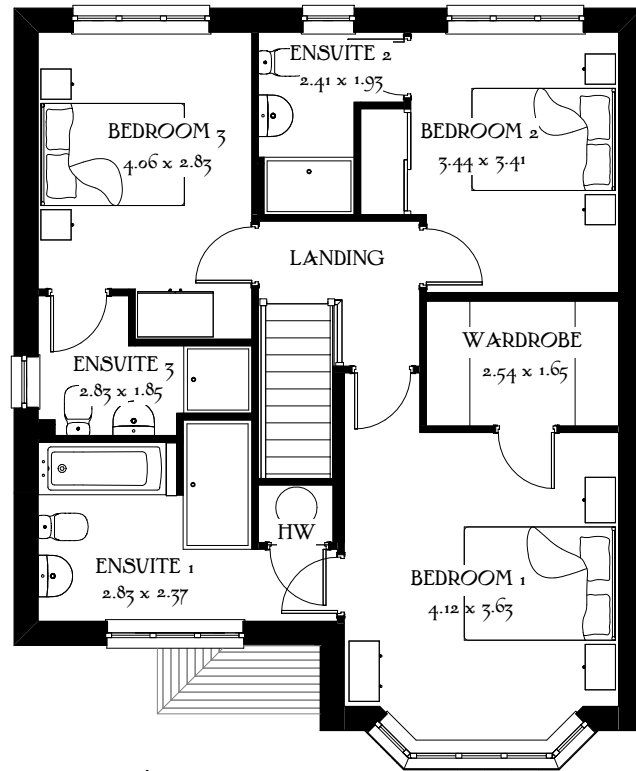 ENSUITE 2
2.41 x 1.93
BEDROOM 3
4.06 x 2.83
BEDROOM 2
3.44 x 3.41
LANDING
WARDROBE
2.54 x 1.65
ENSUITE 3
2.83 x 1.85
HW
ENSUITE 1
2.83 x 2.37
BEDROOM 1
4.12 x 3.63